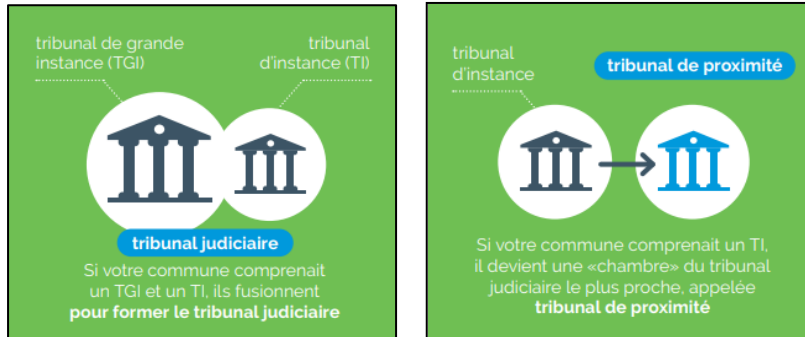 tribunal de grande
instance (TGI)
tribunal
d'instance (TI)
tribunal judiciaire
Si votre commune comprenait
un TGI et un TI, ils fusionnent
pour former le tribunal judiciaire
tribunal
d'instance
tribunal de proximité
Si votre commune comprenait un TI,
il devient une «chambre» du tribunal
judiciaire le plus proche, appelée
tribunal de proximité